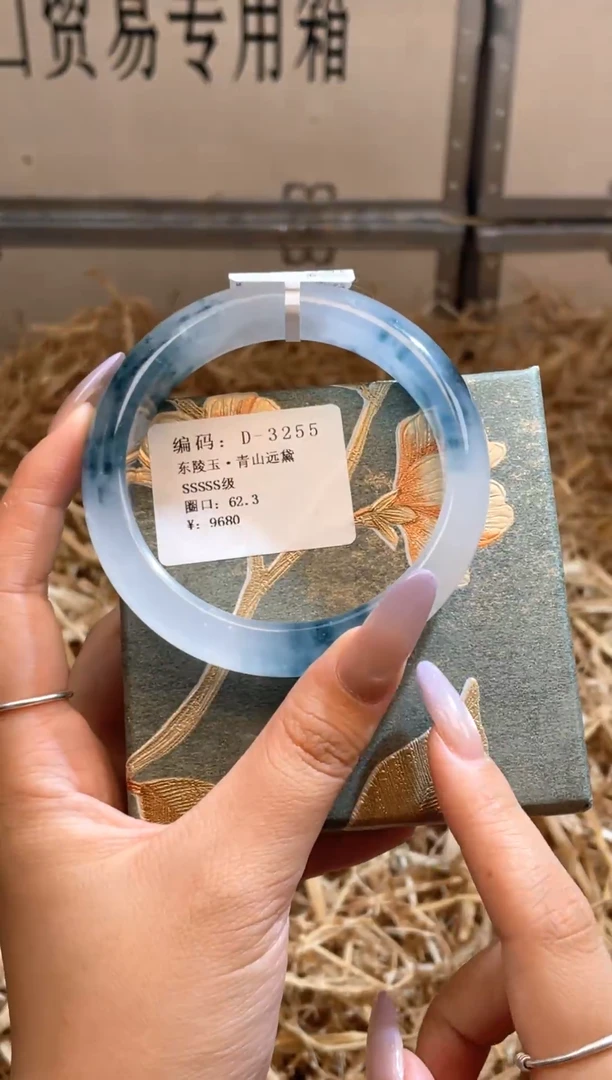 口贸易专用箱
编码: D-3255
东陵玉·青山远黛
SSSSS级
圈口: 62.3
¥: 9680